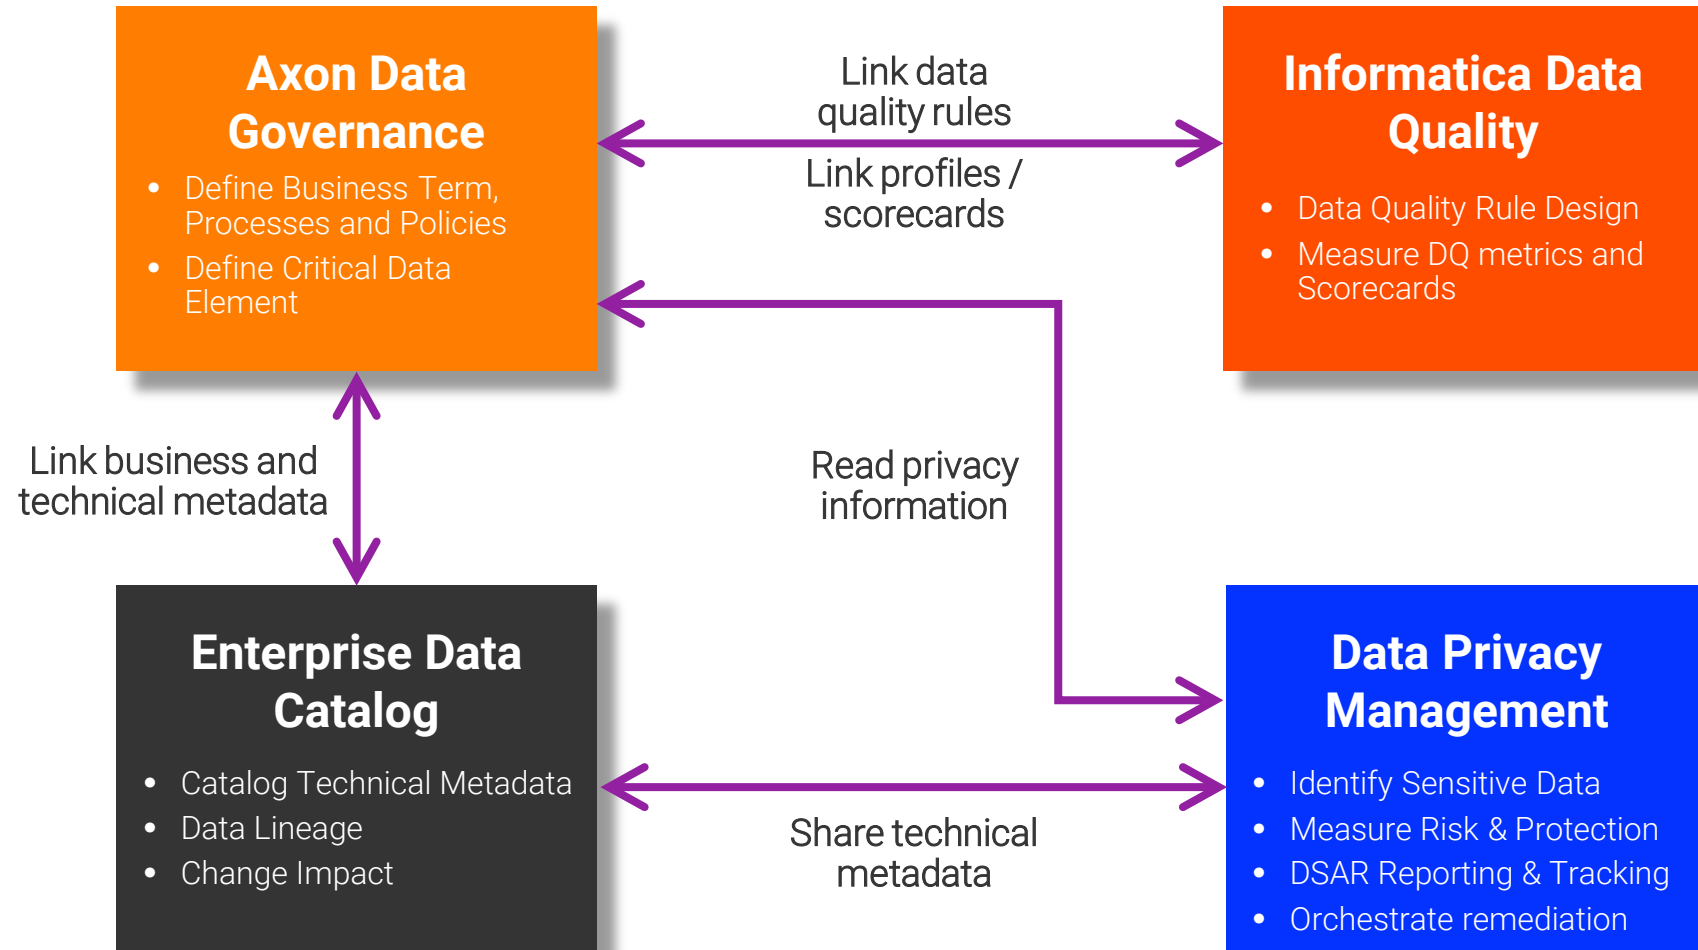 Axon Data
Governance
• Define Business Term,
Processes and Policies
• Define Critical Data
Element
Link data
quality rules
Link profiles /
scorecards
Informatica Data
Quality
• Data Quality Rule Design
• Measure DQ metrics and
Scorecards
Link business and
technical metadata
Read privacy
information
Enterprise Data
Catalog
• Catalog Technical Metadata
• Data Lineage
• Change Impact
Share technical
metadata
Data Privacy
Management
• Identify Sensitive Data
• Measure Risk & Protection
• DSAR Reporting & Tracking
• Orchestrate remediation